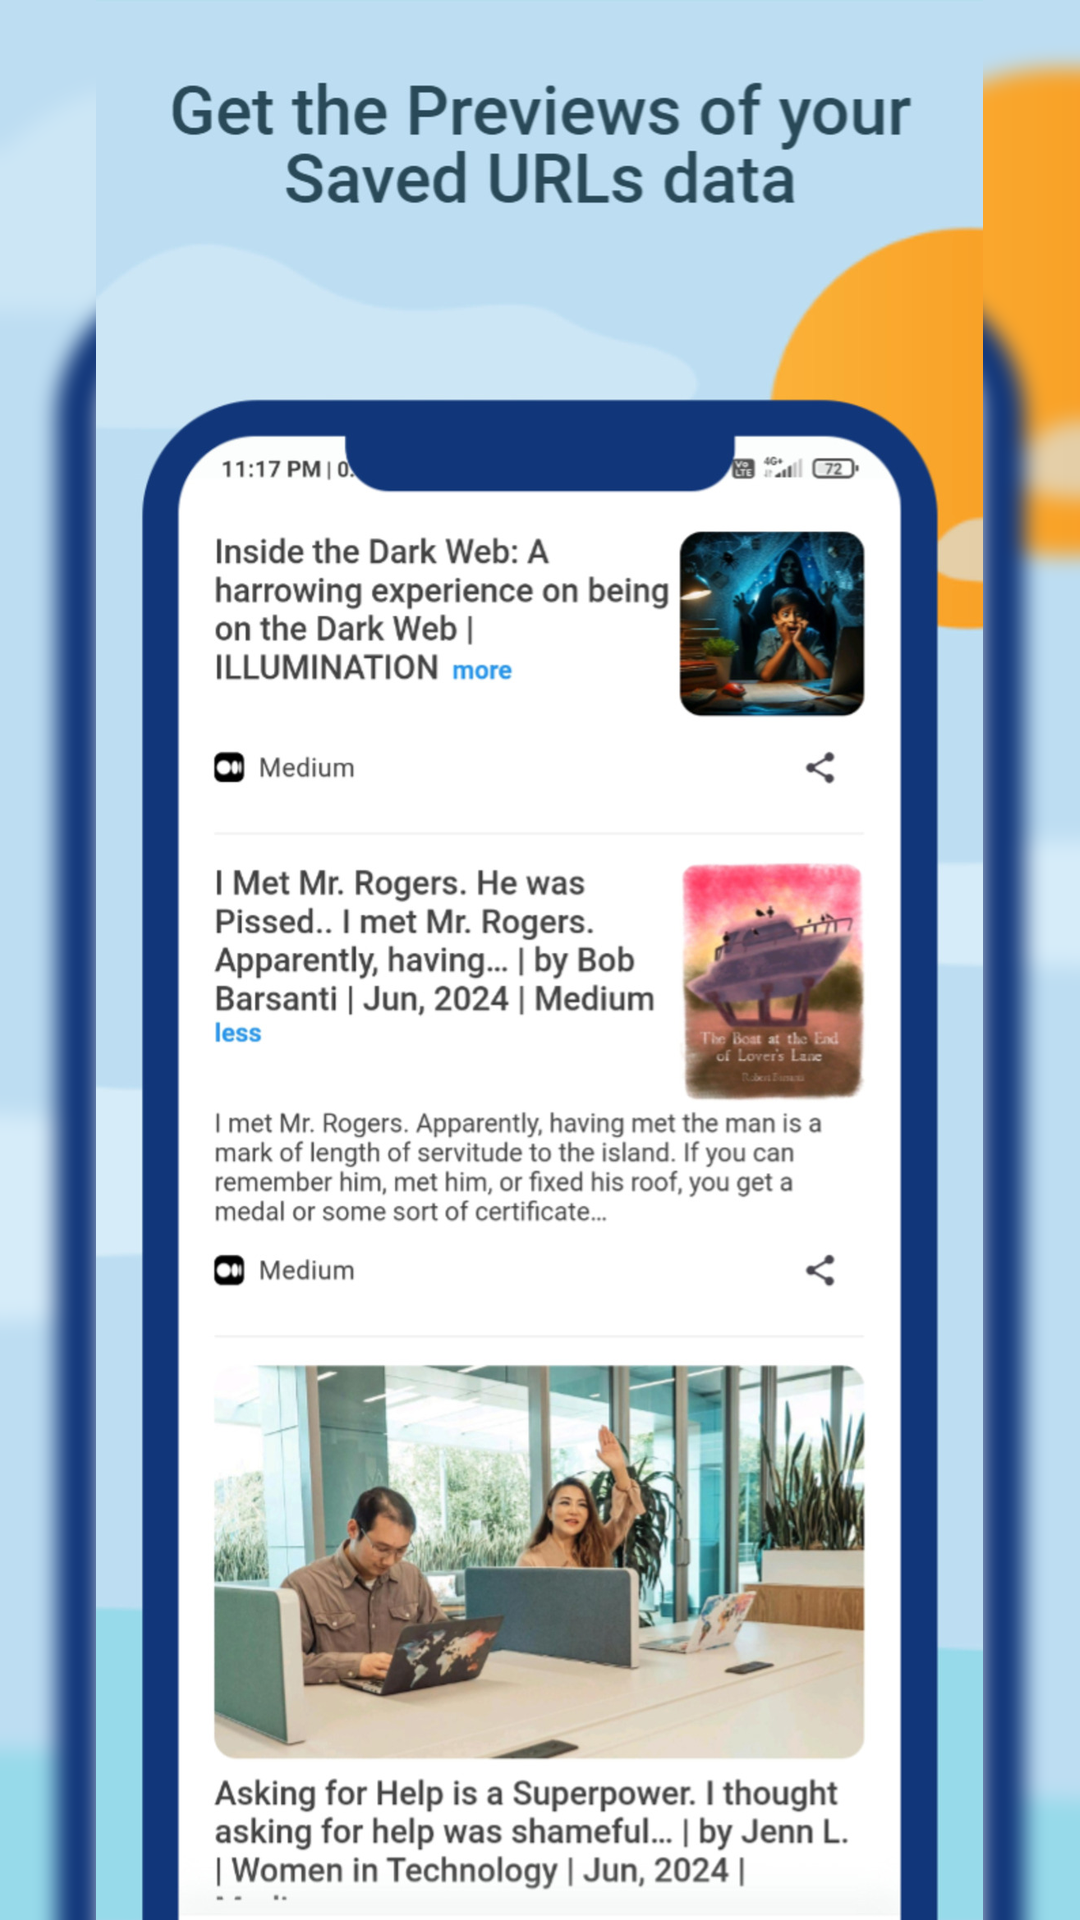 Get the Previews of your
Saved URLs data
11:17 PM | 0.
Vo
LTE
4G+
72
Inside the Dark Web: A
harrowing experience on being
on the Dark Web |
ILLUMINATION more
Medium
I Met Mr. Rogers. He was
Pissed.. I met Mr. Rogers.
Apparently, having... | by Bob
Barsanti | Jun, 2024 | Medium
less
The Boat at the End
of Lover's Lane
I met Mr. Rogers. Apparently, having met the man is a
mark of length of servitude to the island. If you can
remember him, met him, or fixed his roof, you get a
medal or some sort of certificate...
Medium
Asking for Help is a Superpower. I thought
asking for help was shameful... | by Jenn L.
| Women in Technology | Jun, 2024 |